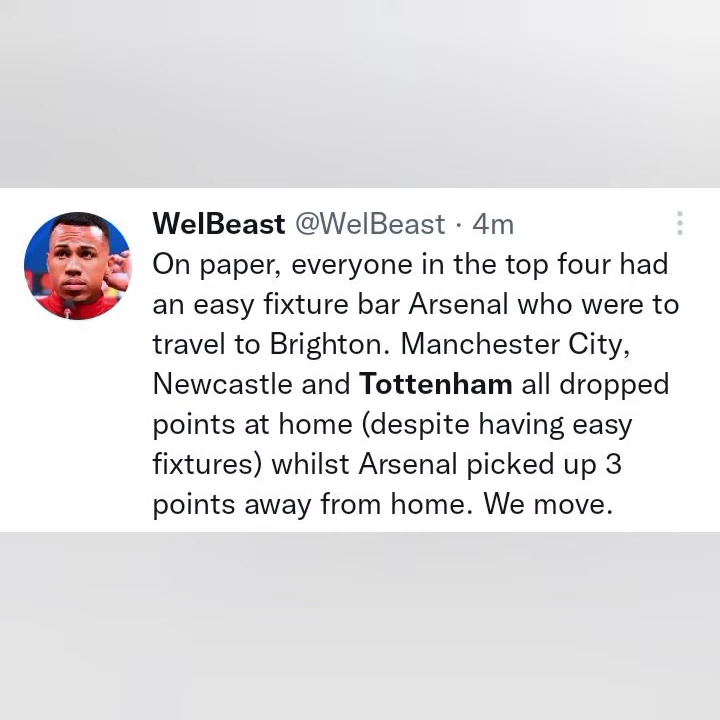 WelBeast @WelBeast · 4m
On paper, everyone in the top four had
an easy fixture bar Arsenal who were to
travel to Brighton. Manchester City,
Newcastle and Tottenham all dropped
points at home (despite having easy
fixtures) whilst Arsenal picked up 3
points away from home. We move.